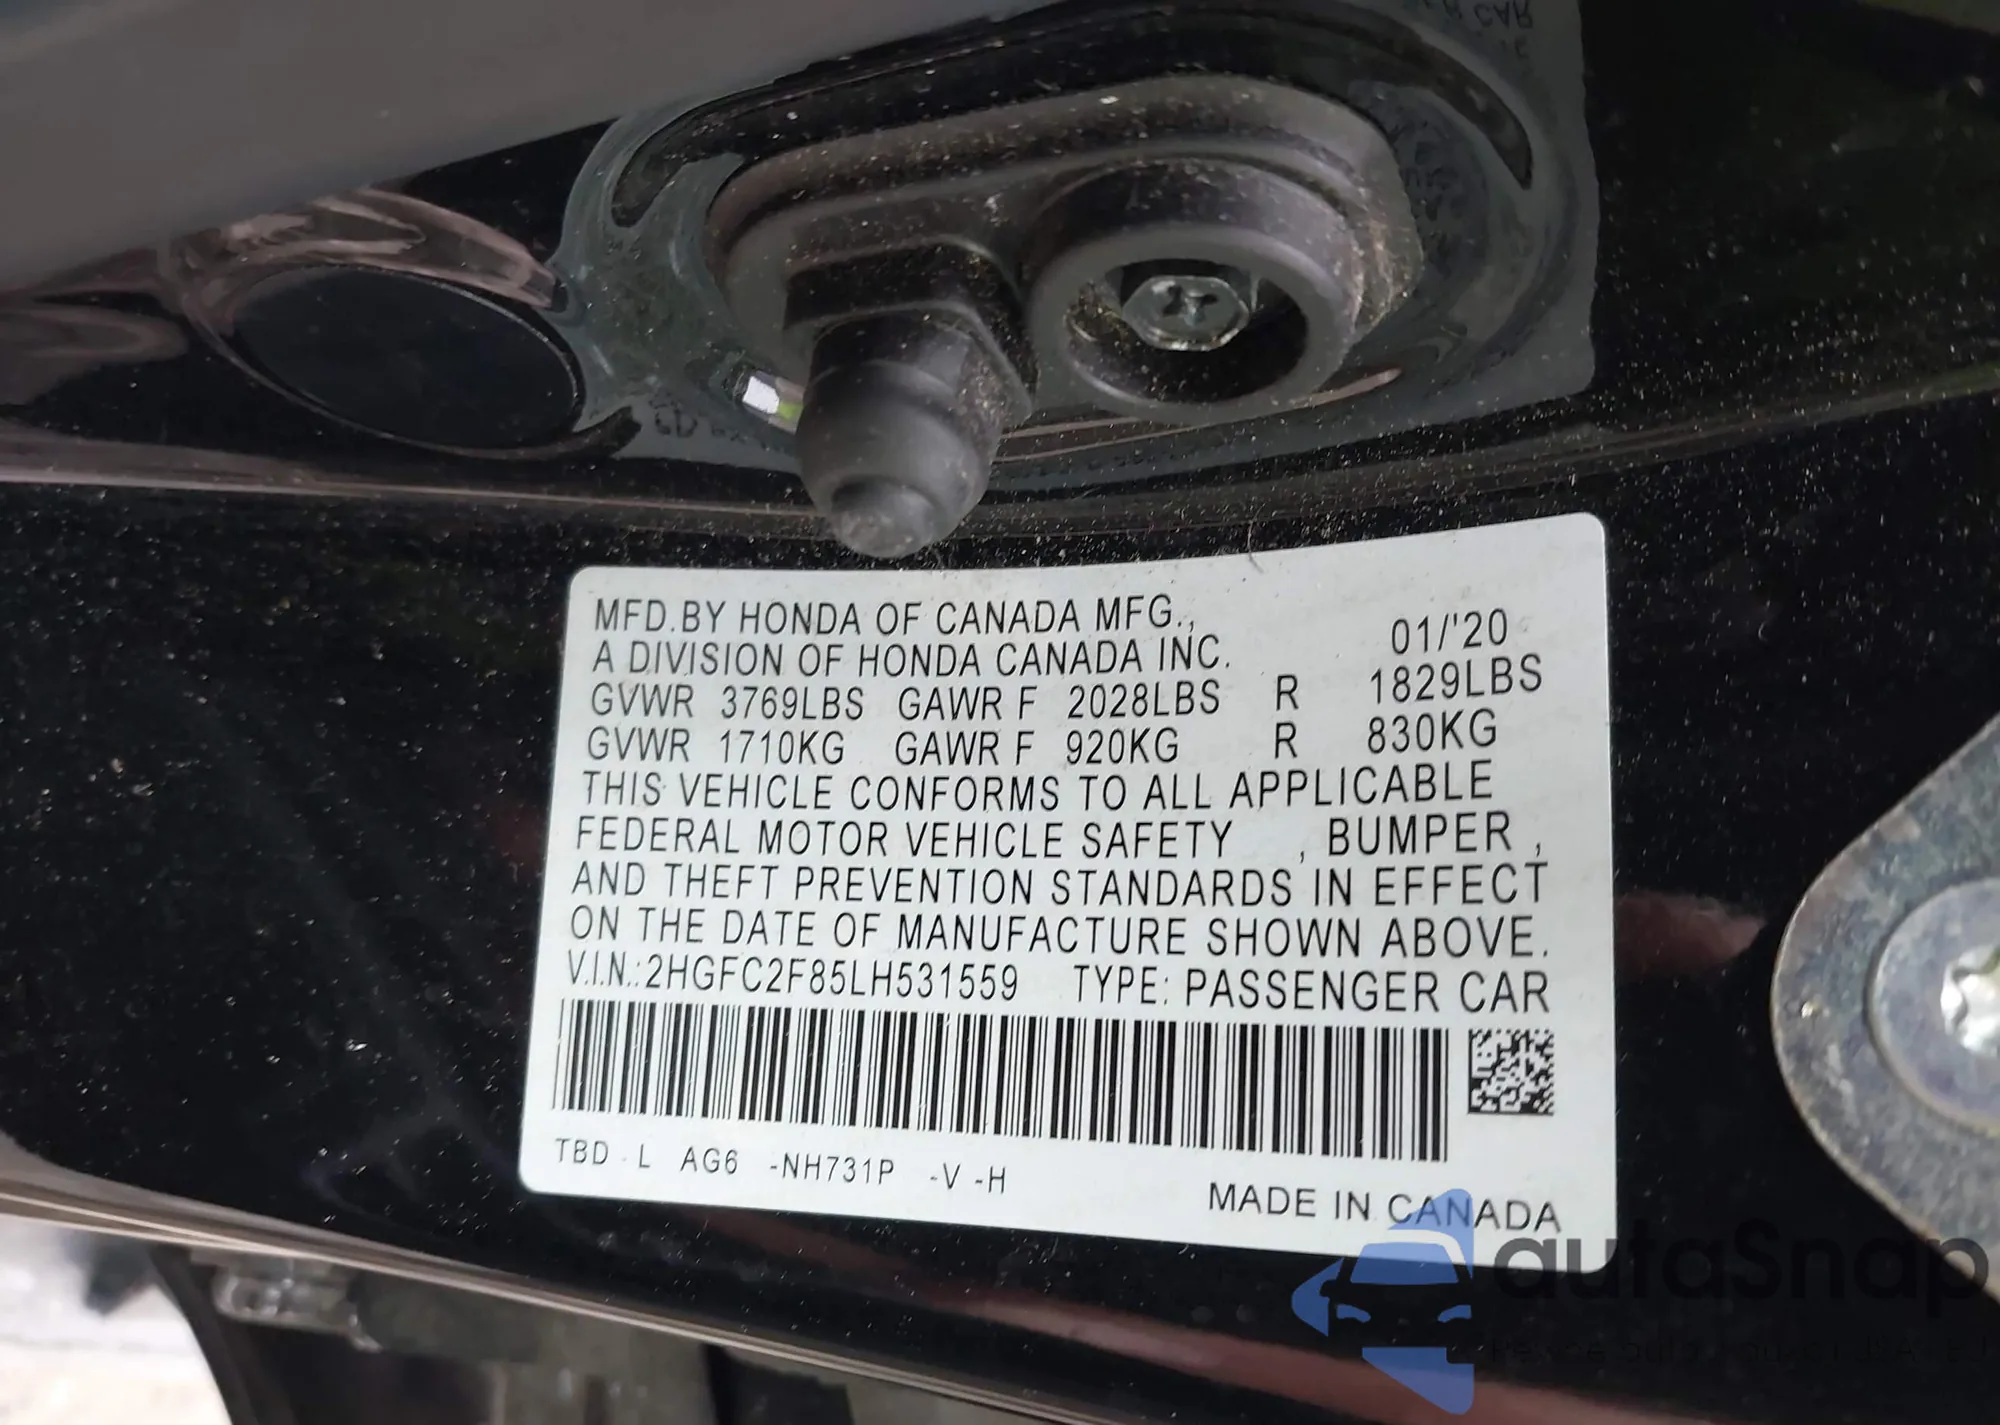 MFD.BY HONDA OF CANADA MFG.,
A DIVISION OF HONDA CANADA INC. 01/'20
GVWR 3769LBS GAWR F 2028LBS R 1829LBS
GVWR 1710KG GAWR F 920KG R 830KG
THIS VEHICLE CONFORMS TO ALL APPLICABLE
FEDERAL MOTOR VEHICLE SAFETY , BUMPER ,
AND THEFT PREVENTION STANDARDS IN EFFECT
ON THE DATE OF MANUFACTURE SHOWN ABOVE.
V.I.N.:2HGFC2F85LH531559 TYPE: PASSENGER CAR
TBD - L AG6 -NH731P -V -H
MADE IN CANADA
autaSnap